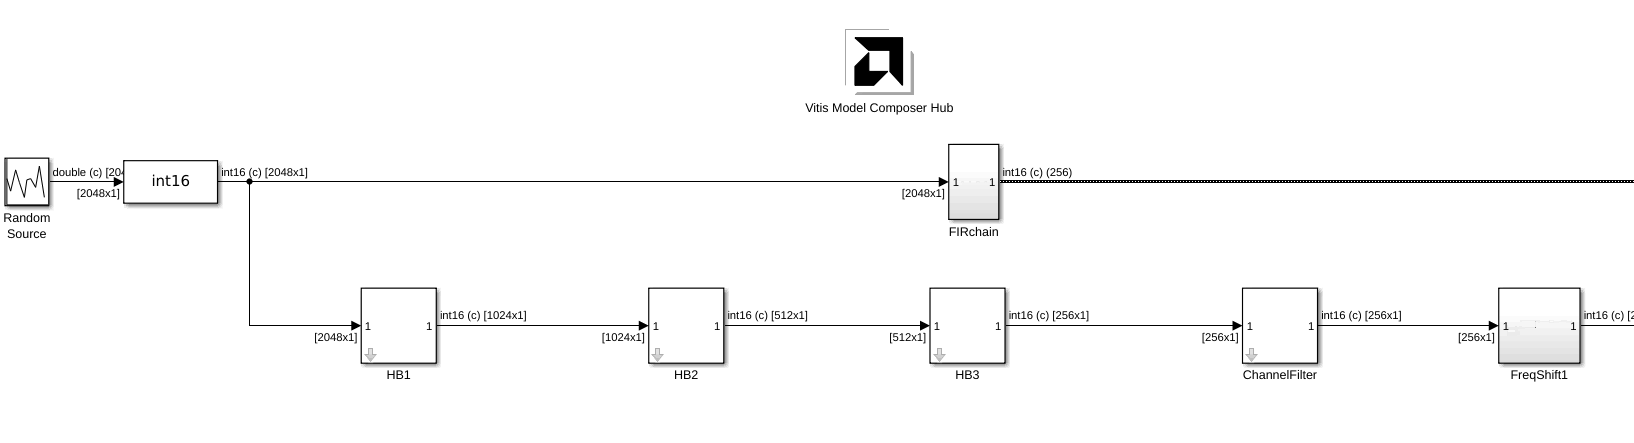 Vitis Model Composer Hub
double (c) [204
[2048x1]
int16
int16 (c) [2048x1]
[2048x1]
1
1
int16 (c) (256)
Random
Source
FIRchain
[2048x1]
1
1
int16 (c) [1024x1]
[1024x1]
1
1
int16 (c) [512x1]
[512x1]
1
1
int16 (c) [256x1]
[256x1]
1
1
int16 (c) [256x1]
[256x1]
1
1
int16 (c) [2
HB1
HB2
HB3
ChannelFilter
FreqShift1